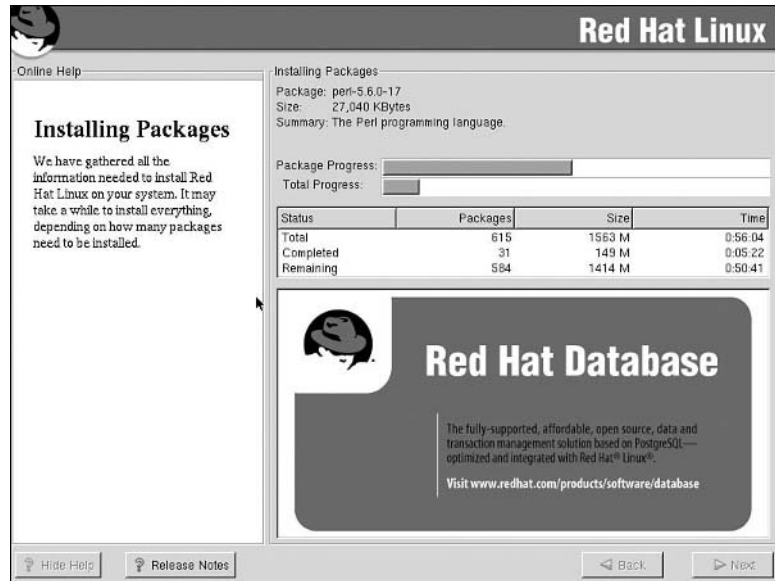 Red Hat Linux
Online Help
Installing Packages
We have gathered all the
information needed to install Red
Hat Linux on your system. It may
take a while to install everything,
depending on how many packages
need to be installed.
Installing Packages
Package: perl-5.6.0-17
Size: 27,040 KBytes
Summary: The Perl programming language.
Package Progress:
Total Progress:
Status Packages Size Time
Total 615 1563 M 0:56:04
Completed 31 149 M 0:05:22
Remaining 584 1414 M 0:50:41
Red Hat Database
The fully-supported, affordable, open source, data and
transaction management solution based on PostgreSQL—
optimized and integrated with Red Hat® Linux®.
Visit www.redhat.com/products/software/database
Hide Help
Release Notes
Back
Next